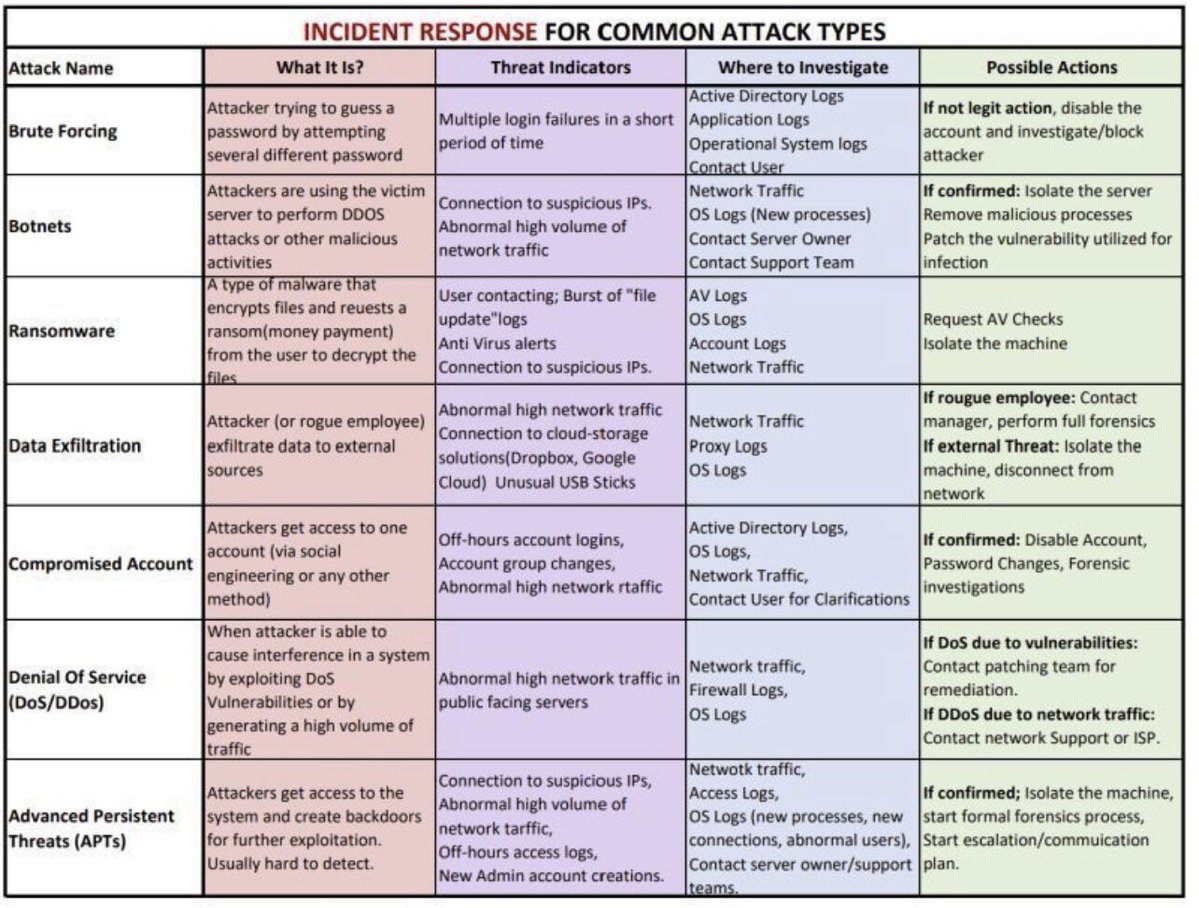 INCIDENT RESPONSE FOR COMMON ATTACK TYPES
Attack Name
What It Is?
Threat Indicators
Where to Investigate
Possible Actions
Brute Forcing
Attacker trying to guess a
password by attempting
several different password
Multiple login failures in a short
period of time
Active Directory Logs
Application Logs
Operational System logs
Contact User
If not legit action, disable the
account and investigate/block
attacker
Botnets
Attackers are using the victim
server to perform DDOS
attacks or other malicious
activities
Connection to suspicious IPs.
Abnormal high volume of
network traffic
Network Traffic
OS Logs (New processes)
Contact Server Owner
Contact Support Team
If confirmed: Isolate the server
Remove malicious processes
Patch the vulnerability utilized for
infection
Ransomware
A type of malware that
encrypts files and reuests a
ransom(money payment)
from the user to decrypt the
files
User contacting; Burst of "file
update"logs
Anti Virus alerts
Connection to suspicious IPs.
AV Logs
OS Logs
Account Logs
Network Traffic
Request AV Checks
Isolate the machine
Data Exfiltration
Attacker (or rogue employee)
exfiltrate data to external
sources
Abnormal high network traffic
Connection to cloud-storage
solutions(Dropbox, Google
Cloud)  Unusual USB Sticks
Network Traffic
Proxy Logs
OS Logs
If rougue employee: Contact
manager, perform full forensics
If external Threat: Isolate the
machine, disconnect from
network
Compromised Account
Attackers get access to one
account (via social
engineering or any other
method)
Off-hours account logins,
Account group changes,
Abnormal high network rtaffic
Active Directory Logs,
OS Logs,
Network Traffic,
Contact User for Clarifications
If confirmed: Disable Account,
Password Changes, Forensic
investigations
Denial Of Service
(DoS/DDos)
When attacker is able to
cause interference in a system
by exploiting DoS
Vulnerabilities or by
generating a high volume of
traffic
Abnormal high network traffic in
public facing servers
Network traffic,
Firewall Logs,
OS Logs
If DoS due to vulnerabilities:
Contact patching team for
remediation.
If DDoS due to network traffic:
Contact network Support or ISP.
Advanced Persistent
Threats (APTs)
Attackers get access to the
system and create backdoors
for further exploitation.
Usually hard to detect.
Connection to suspicious IPs,
Abnormal high volume of
network tarffic,
Off-hours access logs,
New Admin account creations.
Netwotk traffic,
Access Logs,
OS Logs (new processes, new
connections, abnormal users),
Contact server owner/support
teams.
If confirmed; Isolate the machine,
start formal forensics process,
Start escalation/commuication
plan.